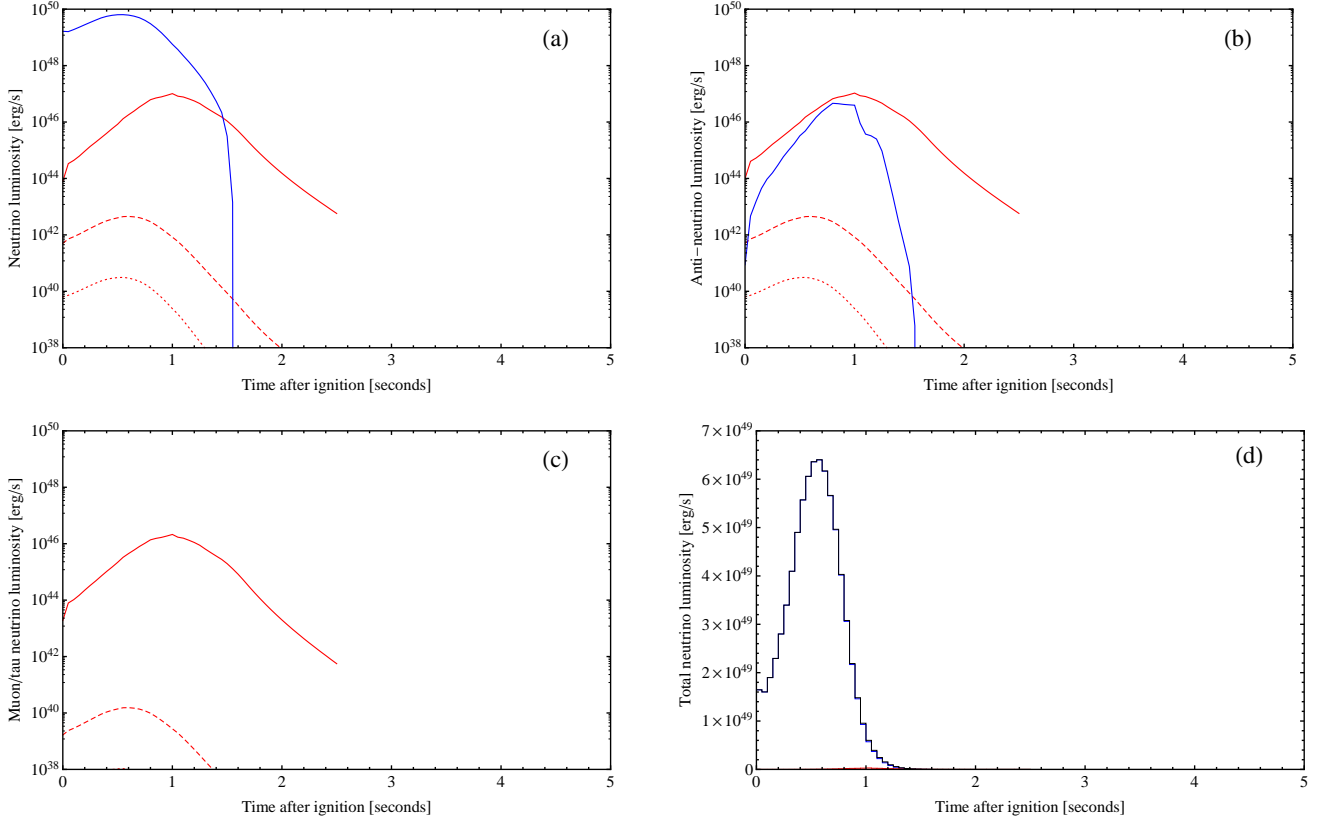 (a)
Neutrino luminosity [erg/s]
10^50
10^48
10^46
10^44
10^42
10^40
10^38
0 1 2 3 4 5
Time after ignition [seconds]
(b)
Anti−neutrino luminosity [erg/s]
10^50
10^48
10^46
10^44
10^42
10^40
10^38
0 1 2 3 4 5
Time after ignition [seconds]
(c)
Muon/tau neutrino luminosity [erg/s]
10^50
10^48
10^46
10^44
10^42
10^40
10^38
0 1 2 3 4 5
Time after ignition [seconds]
(d)
Total neutrino luminosity [erg/s]
7×10^49
6×10^49
5×10^49
4×10^49
3×10^49
2×10^49
1×10^49
0
0 1 2 3 4 5
Time after ignition [seconds]